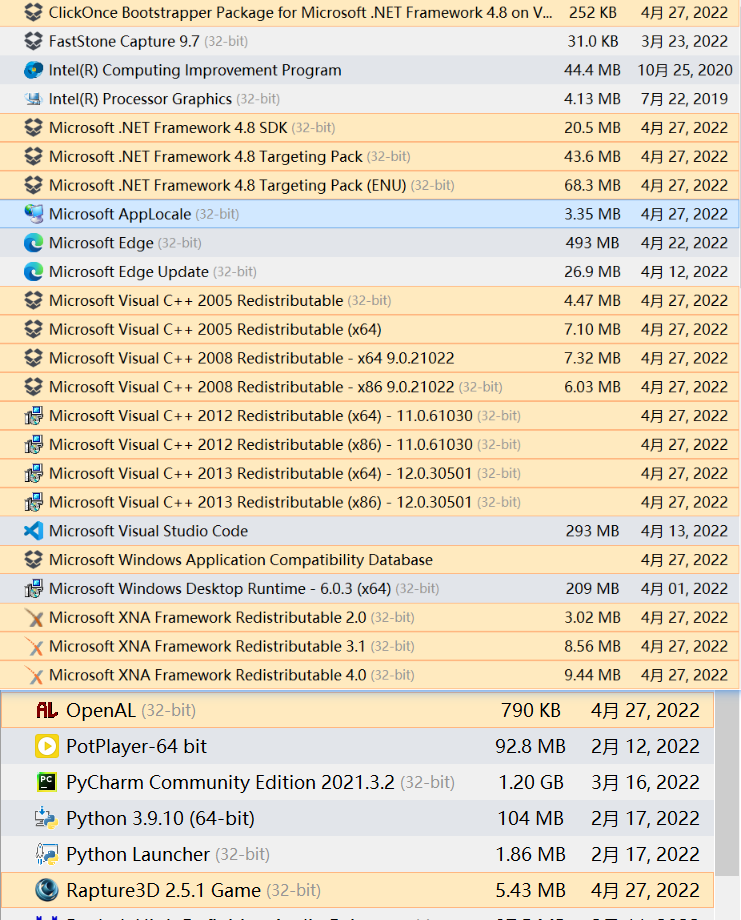 ClickOnce Bootstrapper Package for Microsoft .NET Framework 4.8 on V... 252 KB 4月 27, 2022
FastStone Capture 9.7 (32-bit) 31.0 KB 3月 23, 2022
Intel(R) Computing Improvement Program 44.4 MB 10月 25, 2020
Intel(R) Processor Graphics (32-bit) 4.13 MB 7月 22, 2019
Microsoft .NET Framework 4.8 SDK (32-bit) 20.5 MB 4月 27, 2022
Microsoft .NET Framework 4.8 Targeting Pack (32-bit) 43.6 MB 4月 27, 2022
Microsoft .NET Framework 4.8 Targeting Pack (ENU) (32-bit) 68.3 MB 4月 27, 2022
Microsoft AppLocale (32-bit) 3.35 MB 4月 27, 2022
Microsoft Edge (32-bit) 493 MB 4月 22, 2022
Microsoft Edge Update (32-bit) 26.9 MB 4月 12, 2022
Microsoft Visual C++ 2005 Redistributable (32-bit) 4.47 MB 4月 27, 2022
Microsoft Visual C++ 2005 Redistributable (x64) 7.10 MB 4月 27, 2022
Microsoft Visual C++ 2008 Redistributable - x64 9.0.21022 7.32 MB 4月 27, 2022
Microsoft Visual C++ 2008 Redistributable - x86 9.0.21022 (32-bit) 6.03 MB 4月 27, 2022
Microsoft Visual C++ 2012 Redistributable (x64) - 11.0.61030 (32-bit) 4月 27, 2022
Microsoft Visual C++ 2012 Redistributable (x86) - 11.0.61030 (32-bit) 4月 27, 2022
Microsoft Visual C++ 2013 Redistributable (x64) - 12.0.30501 (32-bit) 4月 27, 2022
Microsoft Visual C++ 2013 Redistributable (x86) - 12.0.30501 (32-bit) 4月 27, 2022
Microsoft Visual Studio Code 293 MB 4月 13, 2022
Microsoft Windows Application Compatibility Database 4月 27, 2022
Microsoft Windows Desktop Runtime - 6.0.3 (x64) (32-bit) 209 MB 4月 01, 2022
Microsoft XNA Framework Redistributable 2.0 (32-bit) 3.02 MB 4月 27, 2022
Microsoft XNA Framework Redistributable 3.1 (32-bit) 8.56 MB 4月 27, 2022
Microsoft XNA Framework Redistributable 4.0 (32-bit) 9.44 MB 4月 27, 2022
AL OpenAL (32-bit) 790 KB 4月 27, 2022
PotPlayer-64 bit 92.8 MB 2月 12, 2022
PC PyCharm Community Edition 2021.3.2 (32-bit) 1.20 GB 3月 16, 2022
Python 3.9.10 (64-bit) 104 MB 2月 17, 2022
Python Launcher (32-bit) 1.86 MB 2月 17, 2022
Rapture3D 2.5.1 Game (32-bit) 5.43 MB 4月 27, 2022